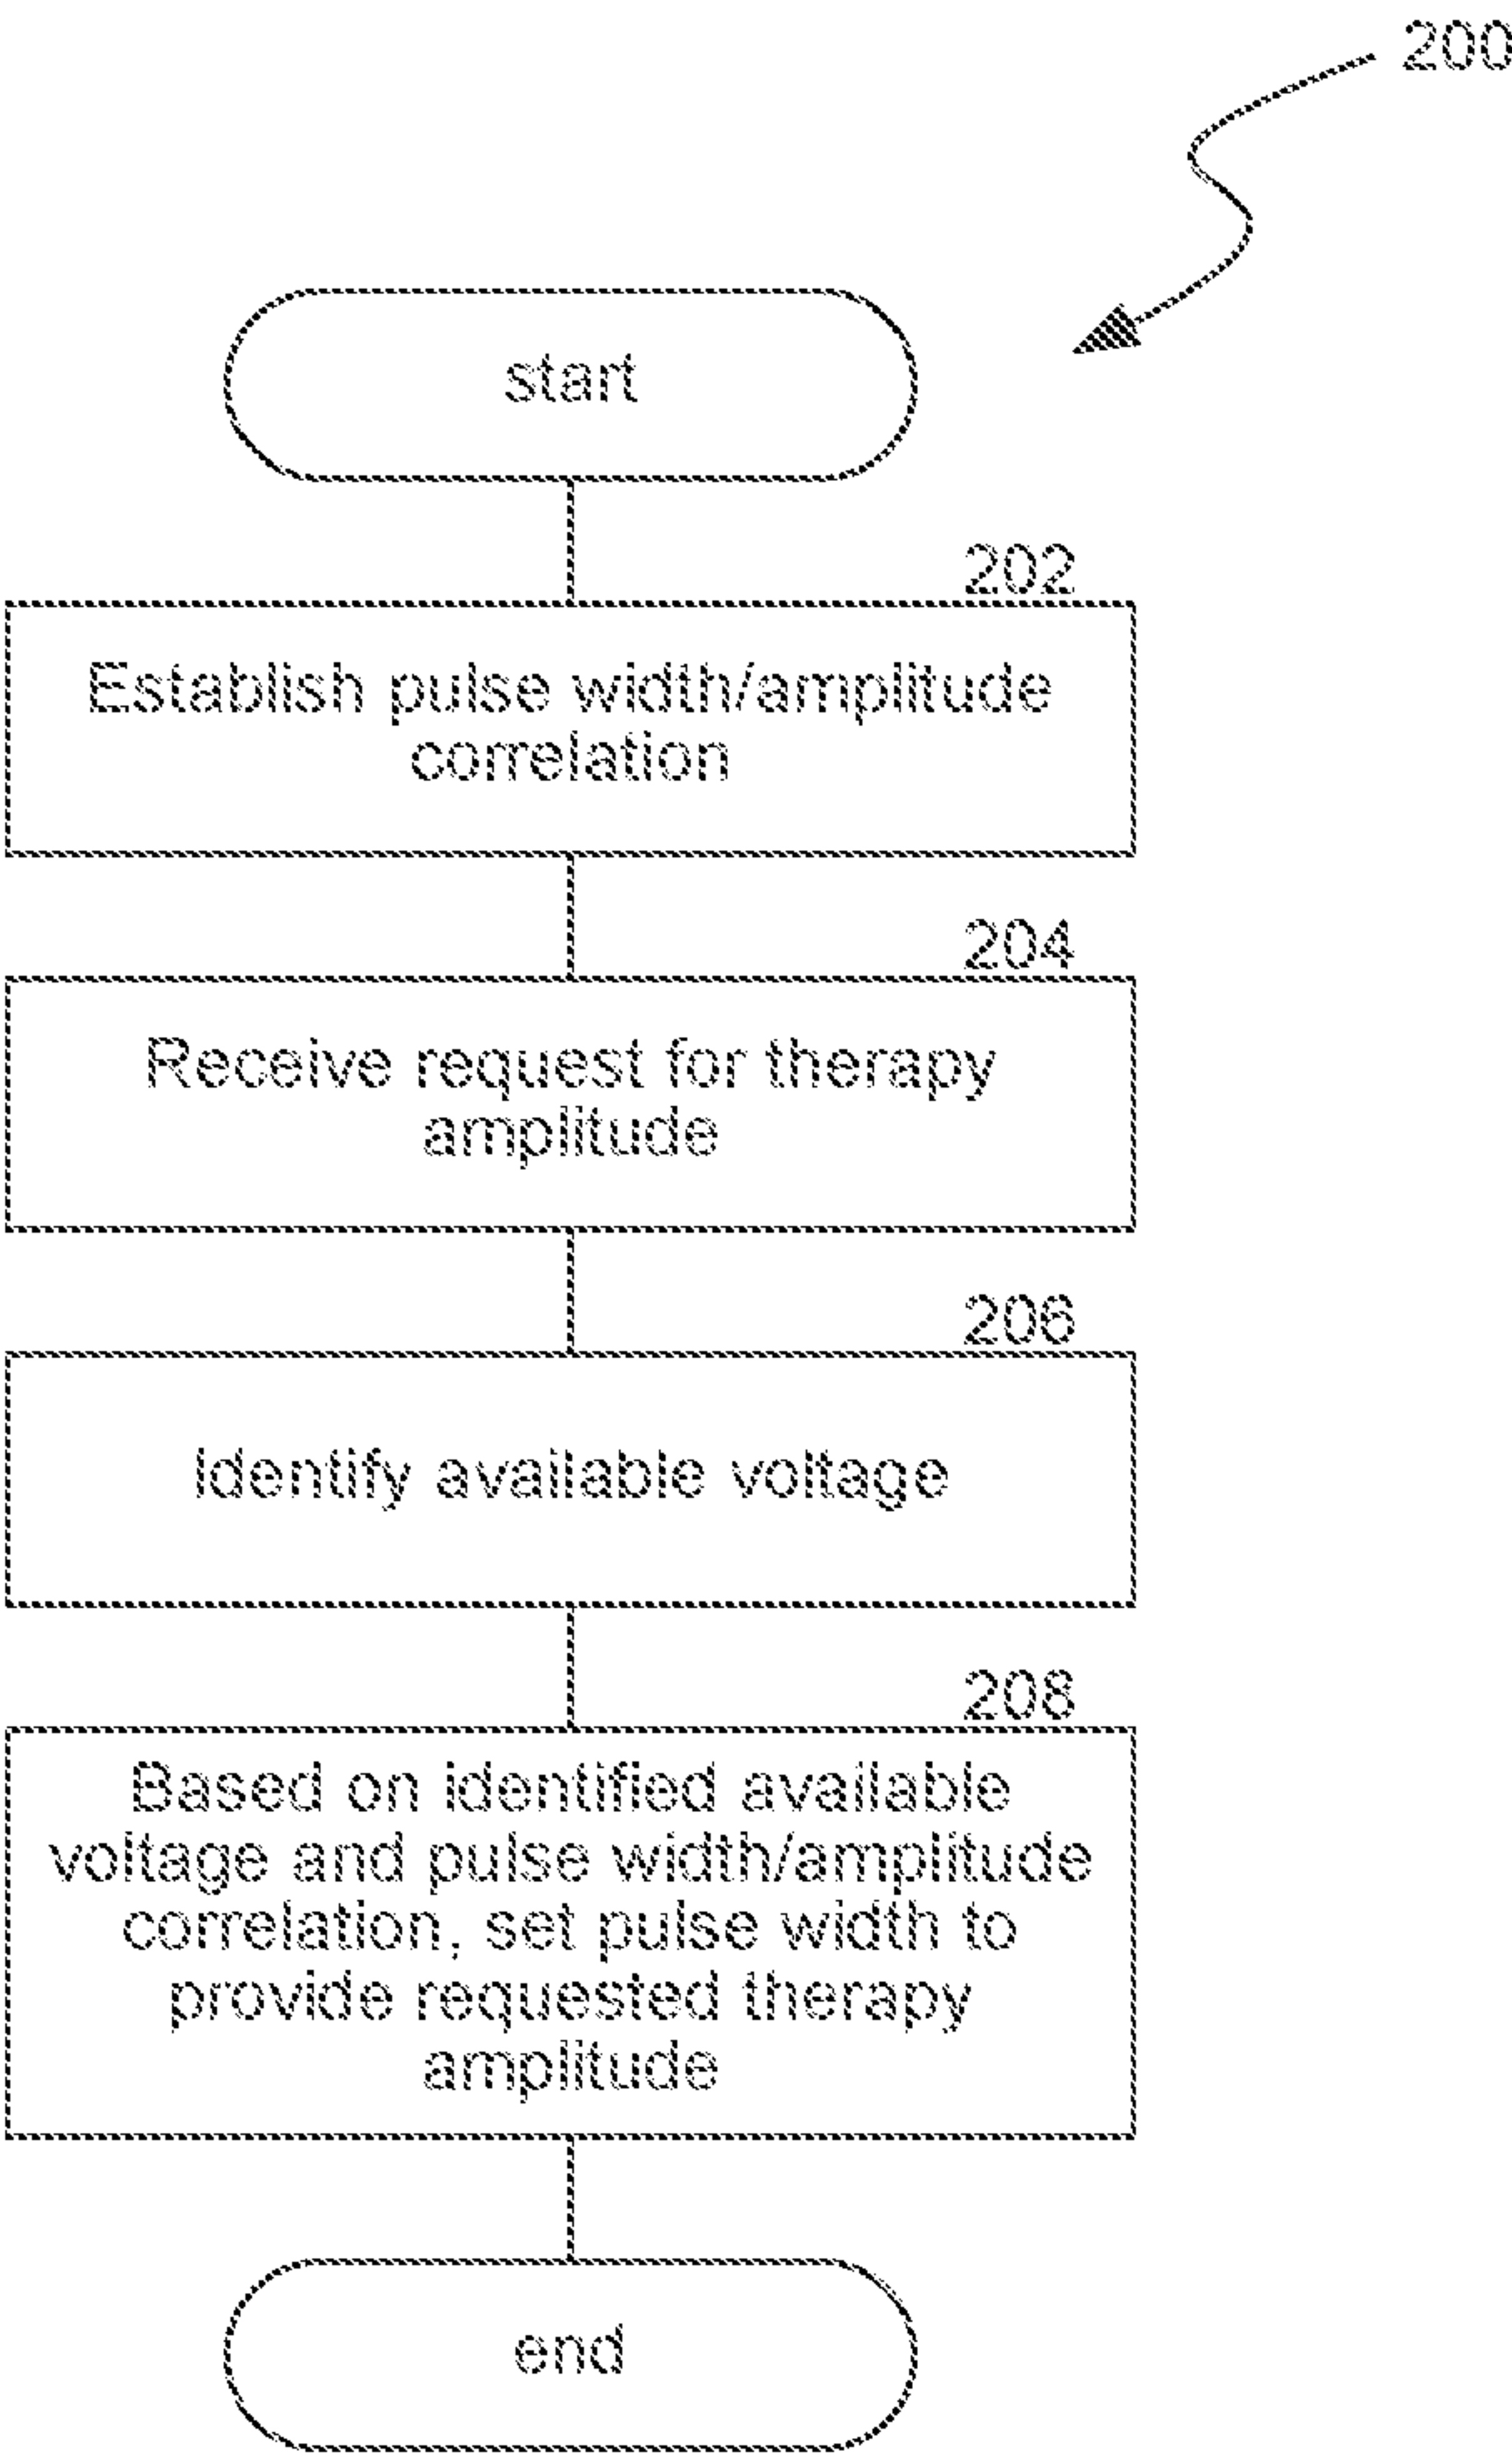 200
start
202
Establish pulse width/amplitude
correlation
204
Receive request for therapy
amplitude
206
Identify available voltage
208
Based on identified available
voltage and pulse width/amplitude
correlation, set pulse width to
provide requested therapy
amplitude
end